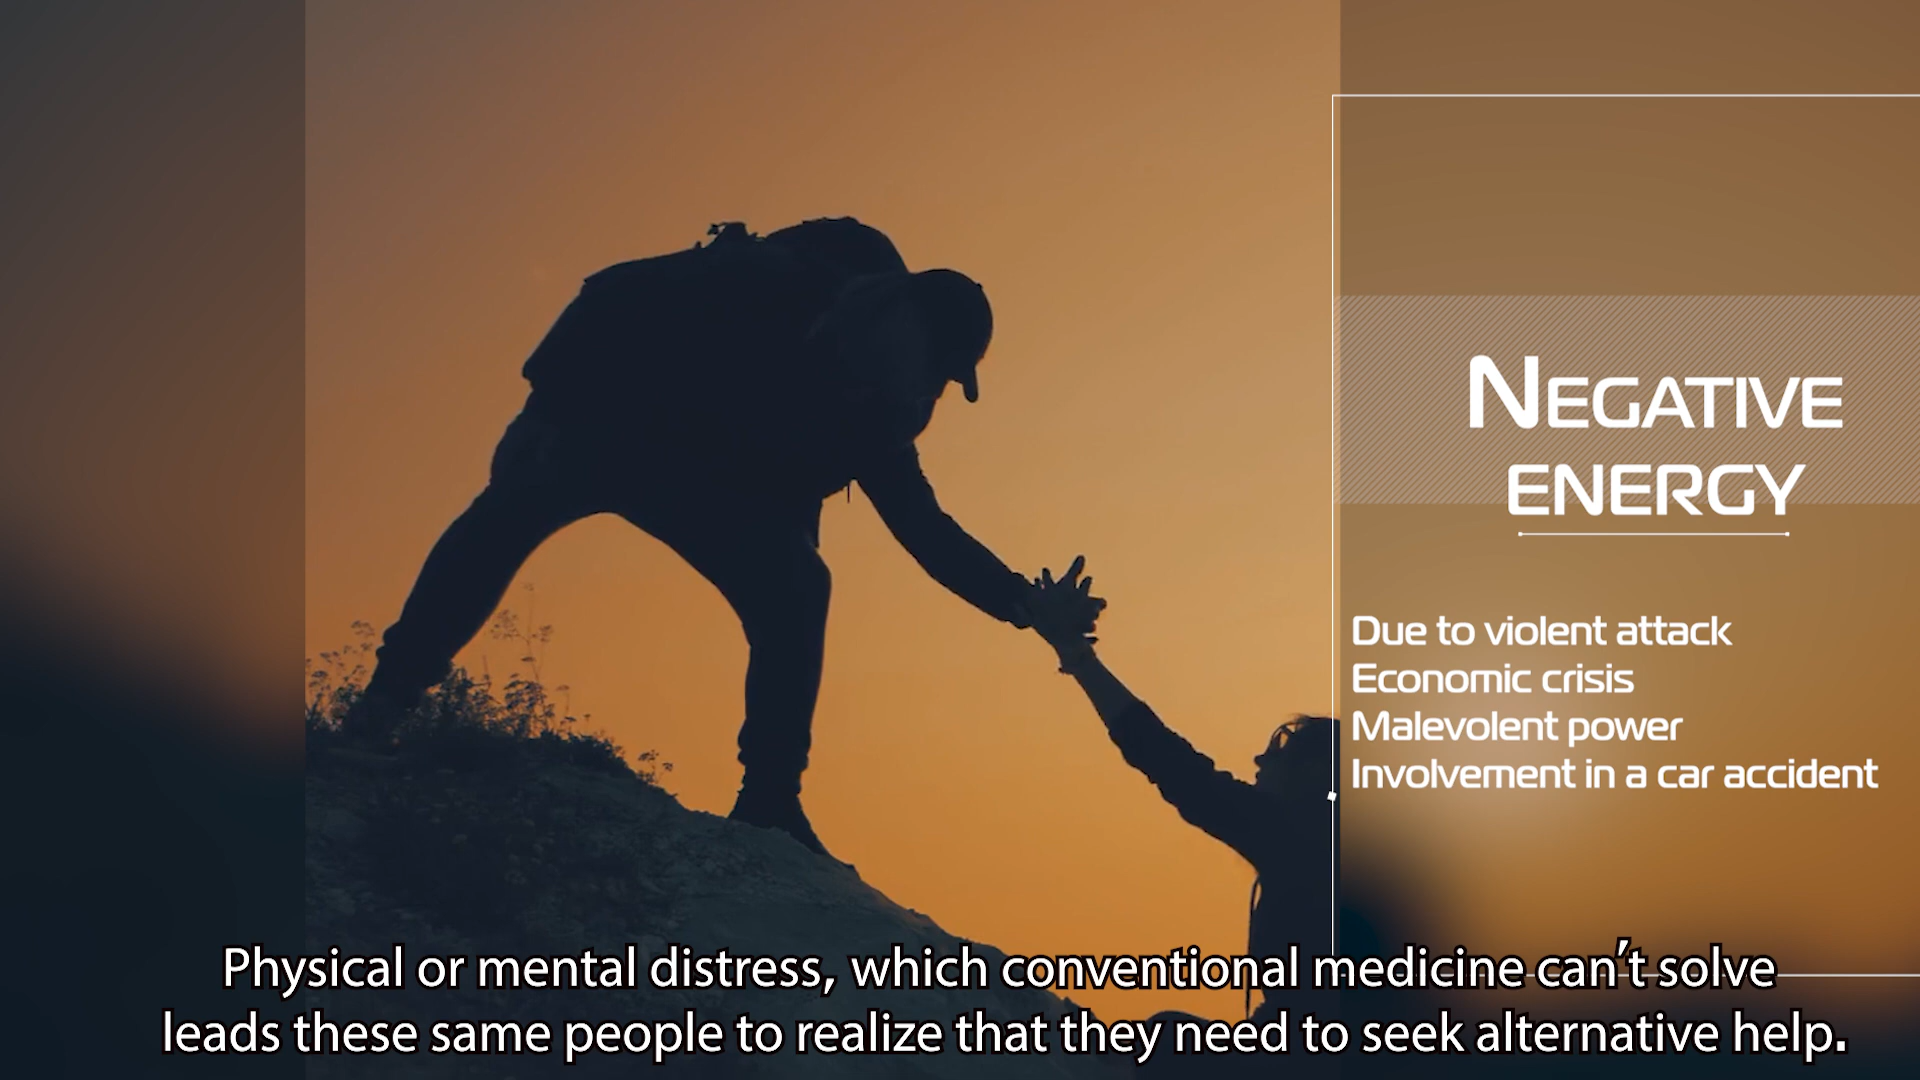 NEGATIVE
ENERGY
Due to violent attack
Economic crisis
Malevolent power
Involvement in a car accident
Physical or mental distress, which conventional medicine can't solve
leads these same people to realize that they need to seek alternative help.